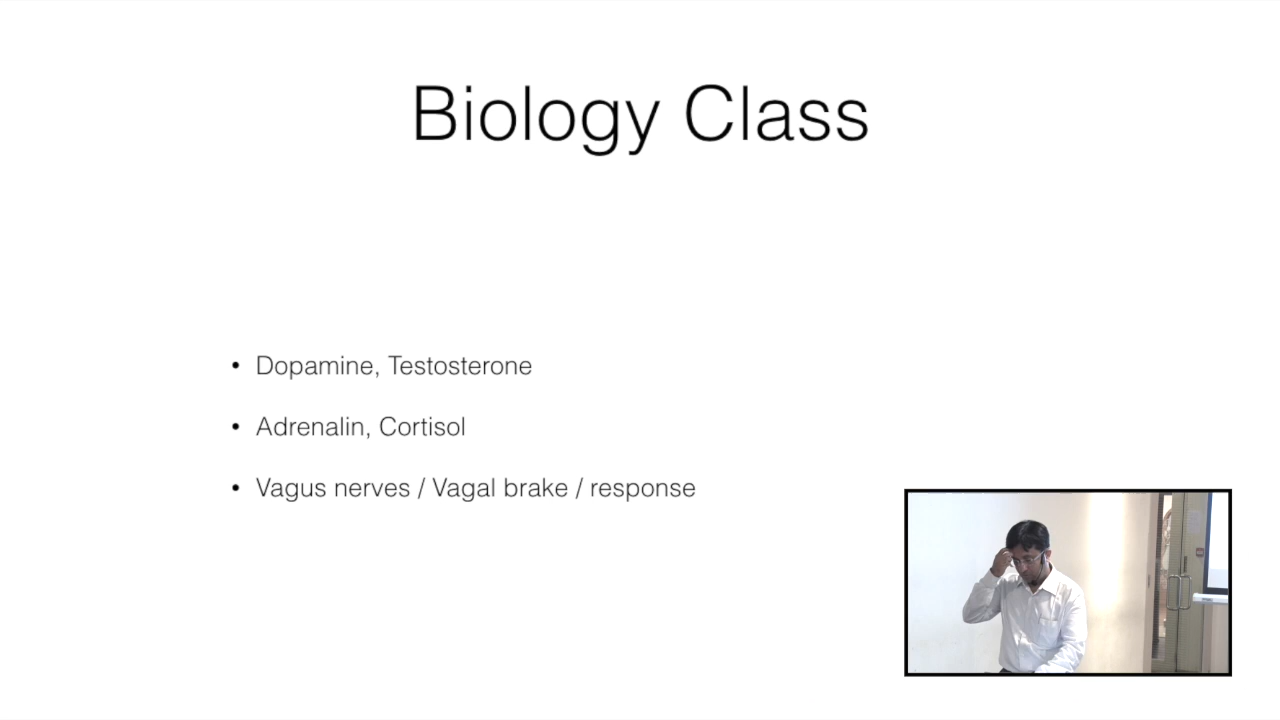 Biology Class
• Dopamine, Testosterone
• Adrenalin, Cortisol
• Vagus nerves / Vagal brake / response